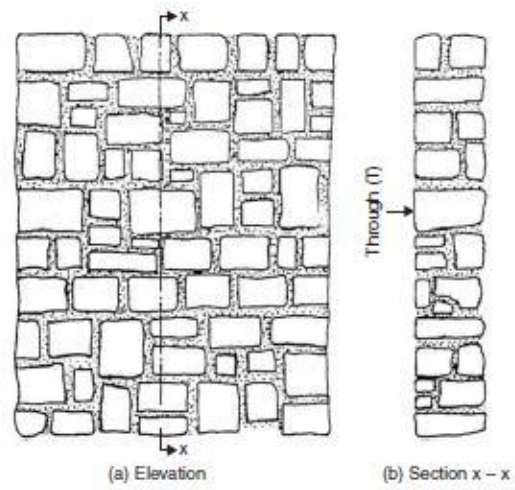 x
Through (T)
x
(a) Elevation
(b) Section x – x